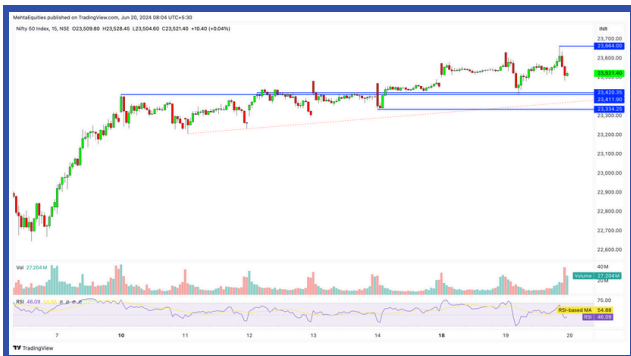 MehtaEquities published on TradingView.com, Jun 20, 2024 08:04 UTC+5:30
Nifty 50 Index, 15, NSE O23,509.80 H23,528.45 L23,504.60 C23,521.40 +10.40 (+0.04%)
INR
23,700.00
23,664.00
23,600.00
23,521.40
23,420.35
23,411.90
23,334.25
23,300.00
23,200.00
23,100.00
23,000.00
22,900.00
22,800.00
22,700.00
22,600.00
Vol 27.204M
40M
Volume 27.204M
20M
RSI 46.09 54.88
70.00
RSI-based MA 54.88
RSI 46.09
7 10 11 12 13 14 18 19 20
TradingView